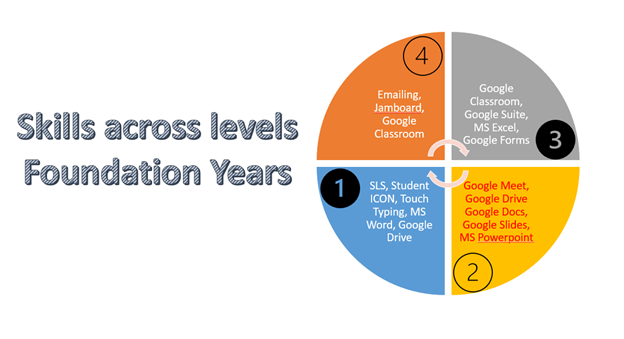 Skills across levels
Foundation Years
4
Emailing,
Jamboard,
Google
Classroom
Google
Classroom,
Google Suite,
MS Excel,
Google Forms
3
1
SLS, Student
ICON, Touch
Typing, MS
Word, Google
Drive
Google Meet,
Google Drive
Google Docs,
Google Slides,
MS Powerpoint
2